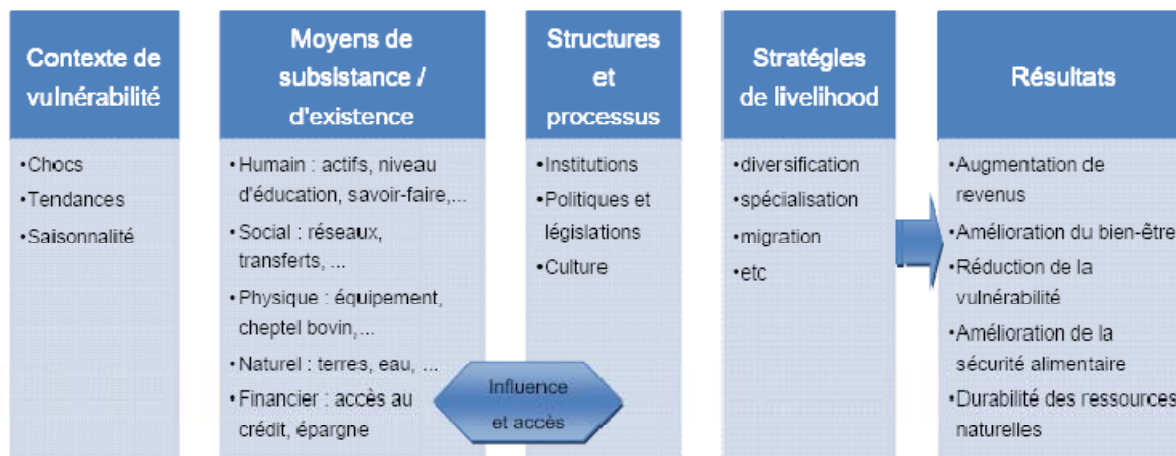 Contexte de
vulnérabilité
•Chocs
•Tendances
•Saisonnalité
Moyens de
subsistance /
d'existence
•Humain : actifs, niveau
d'éducation, savoir-faire,...
•Social : réseaux,
transferts, ...
•Physique : équipement,
cheptel bovin,...
•Naturel : terres, eau, ...
•Financier : accès au
crédit, épargne
Influence
et accès
Structures
et
processus
•Institutions
•Politiques et
législations
•Culture
Stratégles
de livelihood
•diversification
•spécialisation
•migration
•etc
Résultats
•Augmentation de
revenus
•Amélioration du bien-être
•Réduction de la
vulnérabilité
•Amélioration de la
sécurité alimentaire
•Durabilité des ressources
naturelles